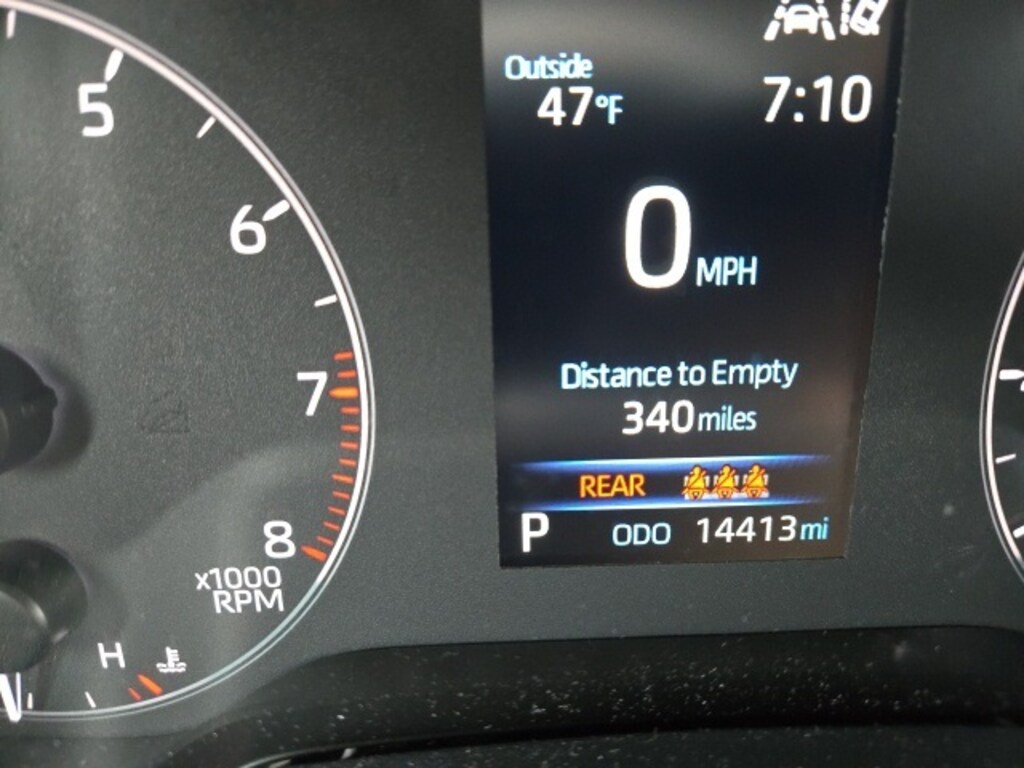 5
6
7
8
x1000
RPM
H
Outside
47°F
7:10
0 MPH
Distance to Empty
340 miles
REAR
P ODO 14413 mi